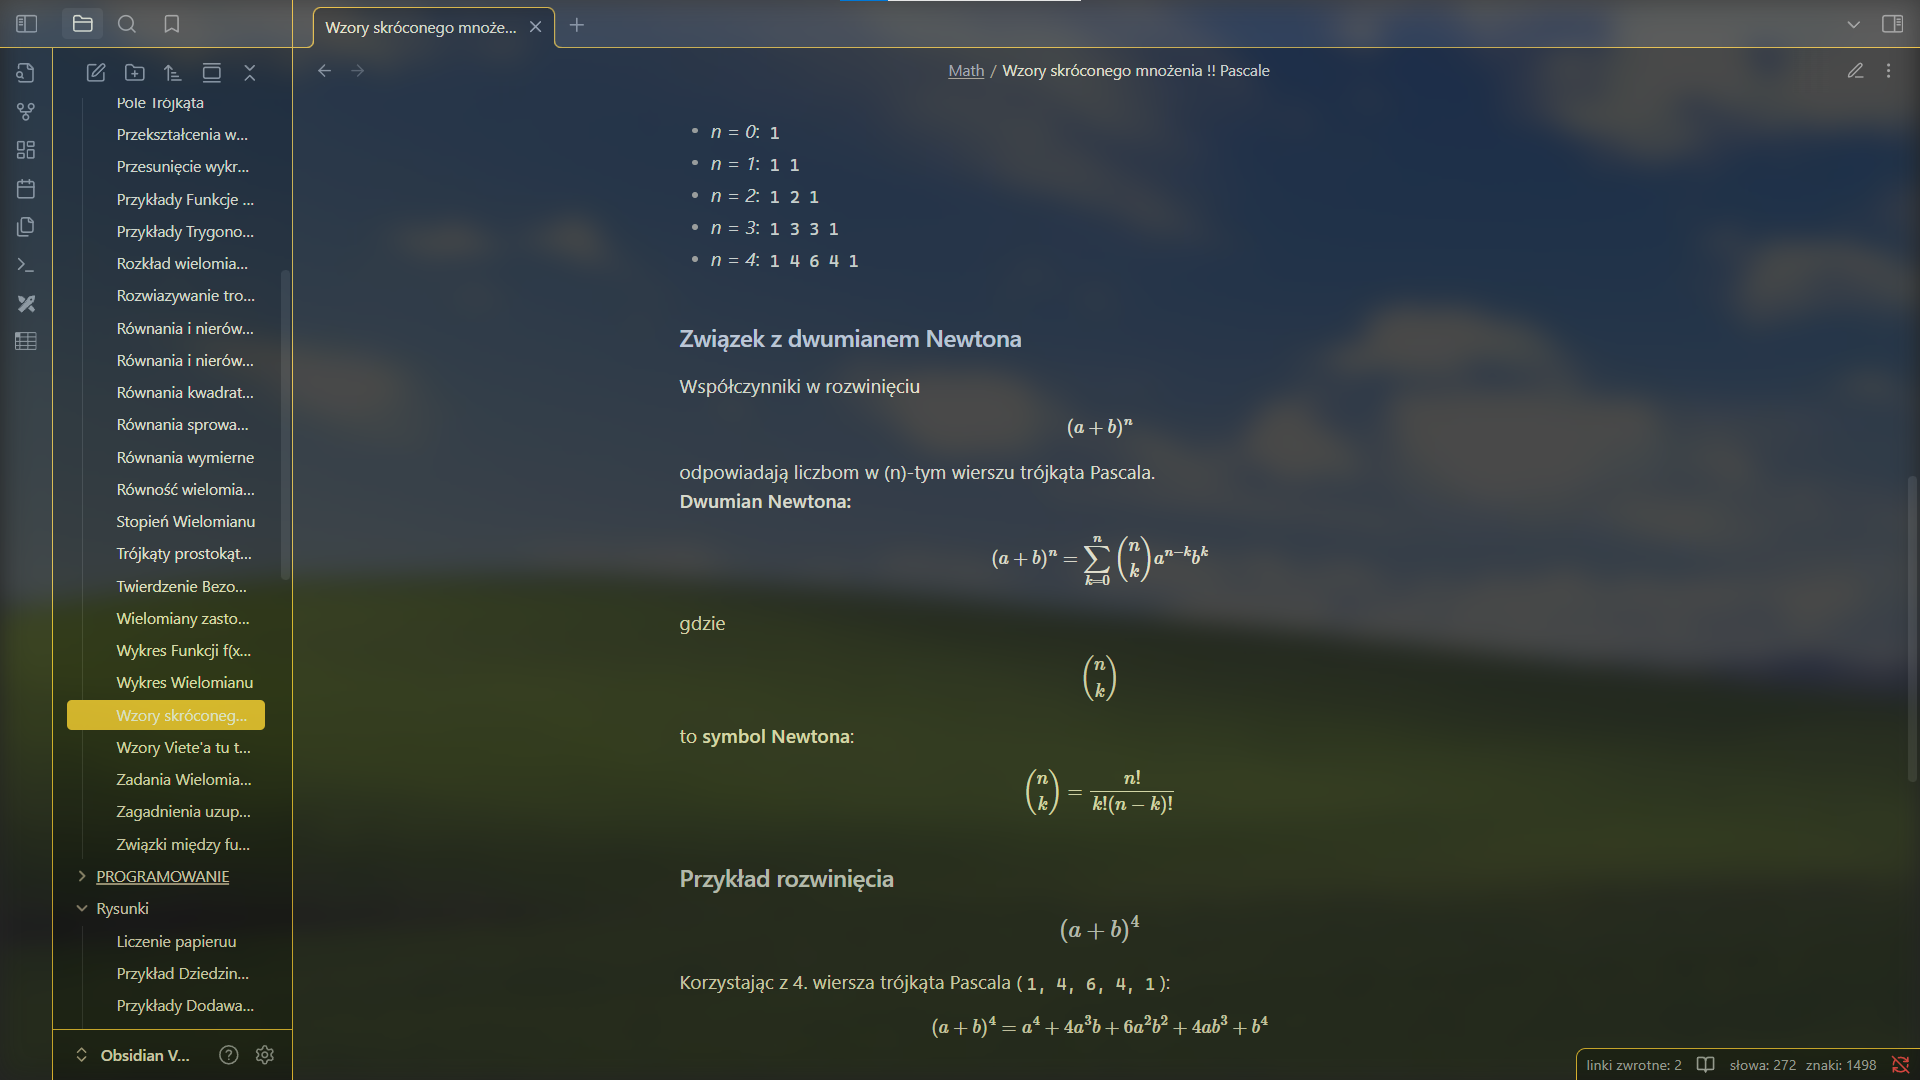 Wzory skróconego mnoże...
Math / Wzory skróconego mnożenia !! Pascale
Pole Trójkąta
Przekształcenia w...
Przesunięcie wykr...
Przykłady Funkcje ...
Przykłady Trygono...
Rozkład wielomia...
Rozwiazywanie tro...
Równania i nierów...
Równania i nierów...
Równania kwadrat...
Równania sprowa...
Równania wymierne
Równość wielomia...
Stopień Wielomianu
Trójkąty prostokąt...
Twierdzenie Bezo...
Wielomiany zasto...
Wykres Funkcji f(x...
Wykres Wielomianu
Wzory skróconeg...
Wzory Viete'a tu t...
Zadania Wielomia...
Zagadnienia uzup...
Związki między fu...
PROGRAMOWANIE
Rysunki
Liczenie papieruu
Przykład Dziedzin...
Przykłady Dodawa...
Obsidian V...
• n = 0: 1
• n = 1: 1 1
• n = 2: 1 2 1
• n = 3: 1 3 3 1
• n = 4: 1 4 6 4 1
Związek z dwumianem Newtona
Współczynniki w rozwinięciu
(a + b)^n
odpowiadają liczbom w (n)-tym wierszu trójkąta Pascala.
Dwumian Newtona:
(a + b)^n = \sum_{k=0}^{n} \binom{n}{k} a^{n-k} b^k
gdzie
\binom{n}{k}
to symbol Newtona:
\binom{n}{k} = \frac{n!}{k!(n - k)!}
Przykład rozwinięcia
(a + b)^4
Korzystając z 4. wiersza trójkąta Pascala (1, 4, 6, 4, 1):
(a + b)^4 = a^4 + 4a^3b + 6a^2b^2 + 4ab^3 + b^4
linki zwrotne: 2 słowa: 272 znaki: 1498